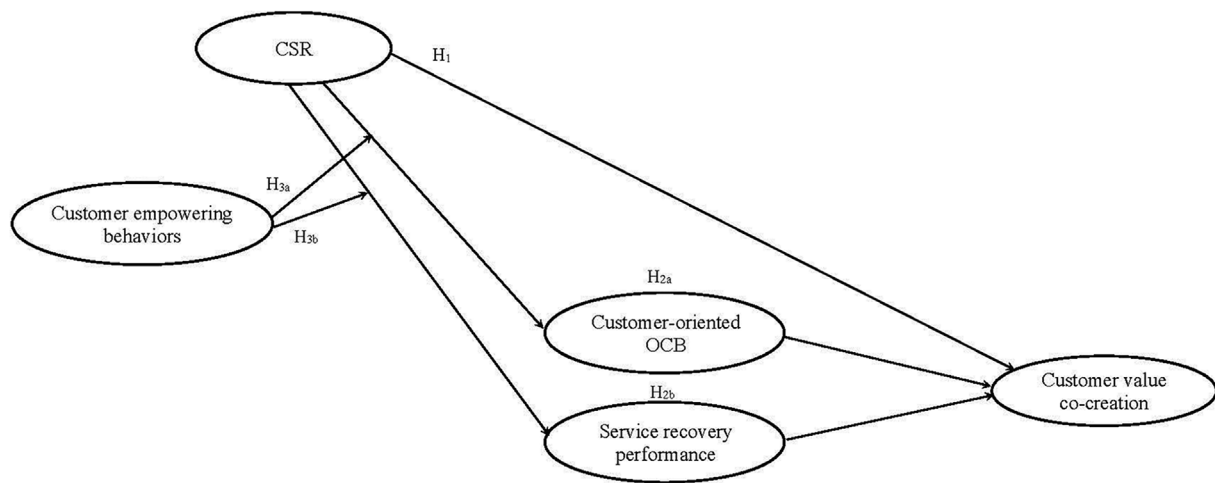 CSR
H₁
H₃ₐ
Customer empowering
behaviors
H₃b
H₂ₐ
Customer-oriented
OCB
H₂b
Customer value
co-creation
Service recovery
performance